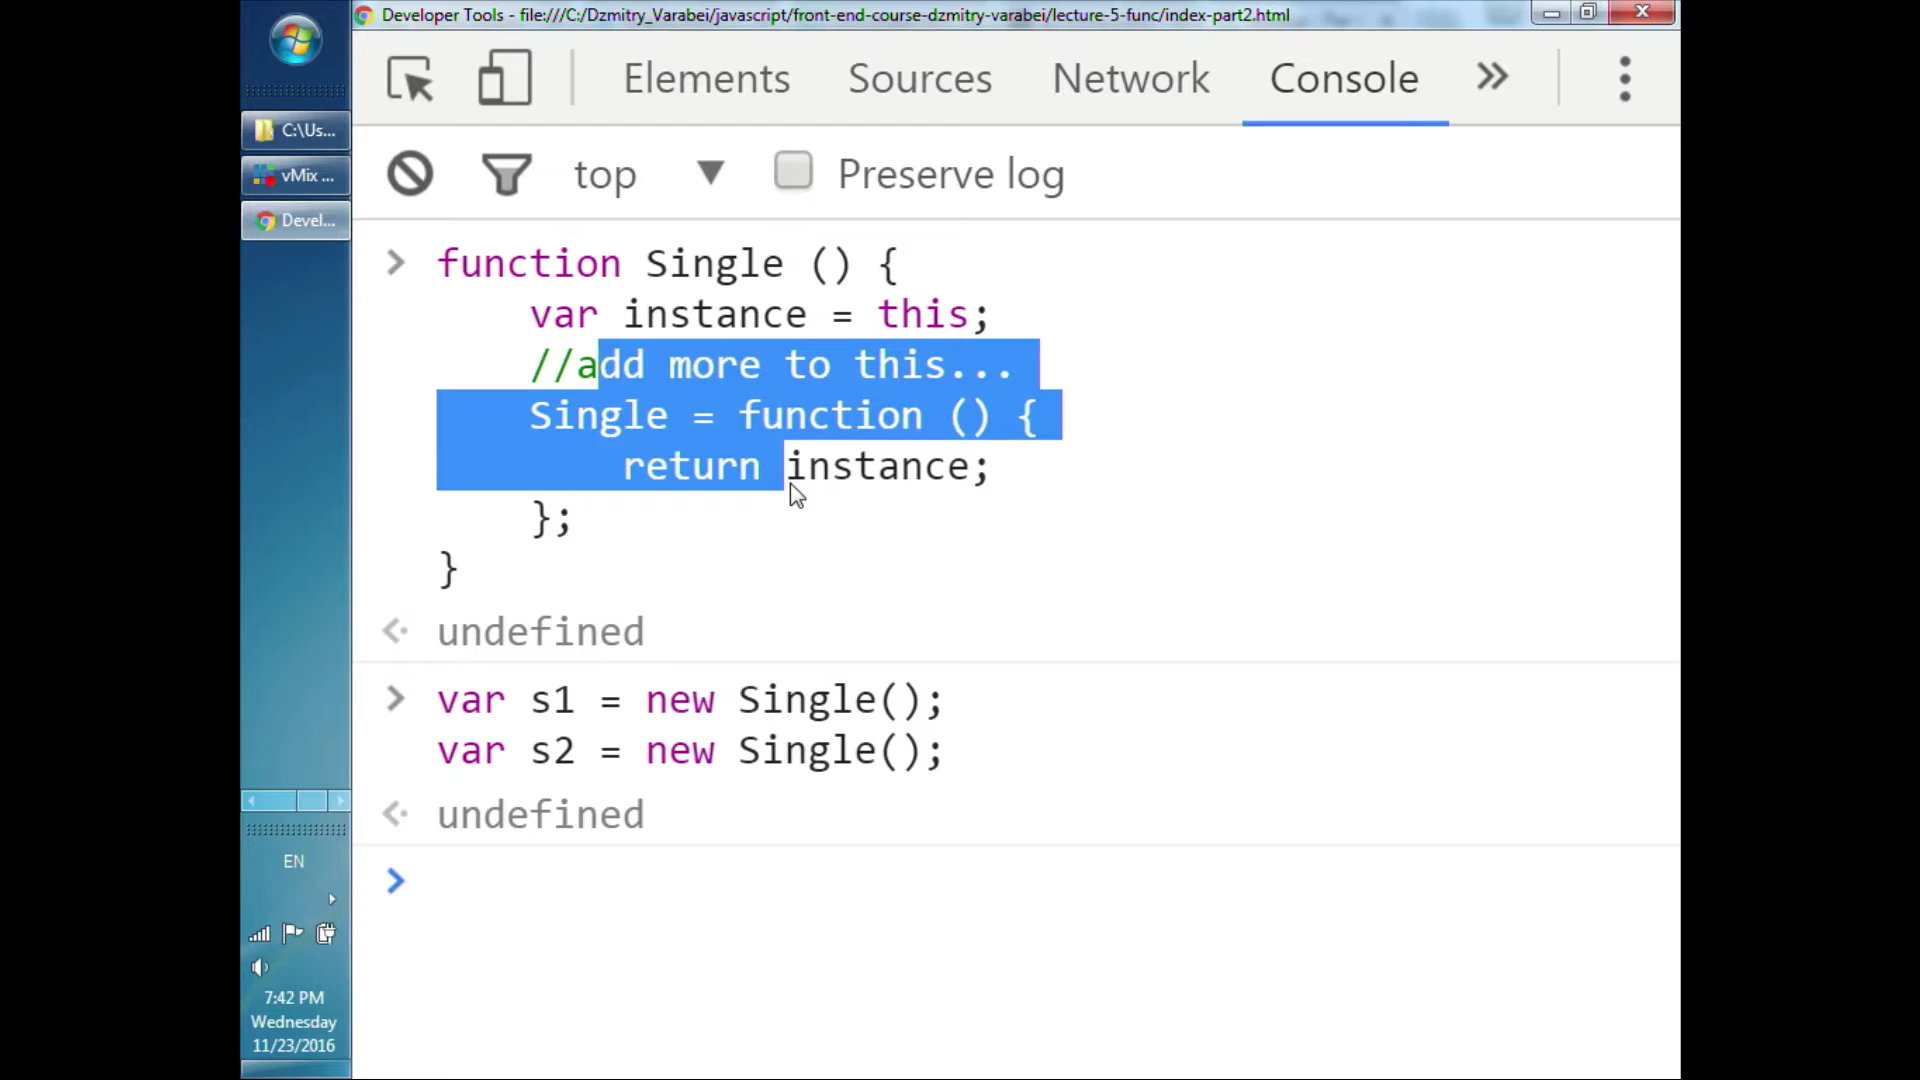 Developer Tools - file:///C:/Dzmitry_Varabei/javascript/front-end-course-dzmitry-varabei/lecture-5-func/index-part2.html
Elements Sources Network Console
top Preserve log
C:\Us...
vMix ...
Devel...
function Single () {
var instance = this;
//add more to this...
Single = function () {
return instance;
};
}
undefined
var s1 = new Single();
var s2 = new Single();
undefined
EN
7:42 PM
Wednesday
11/23/2016